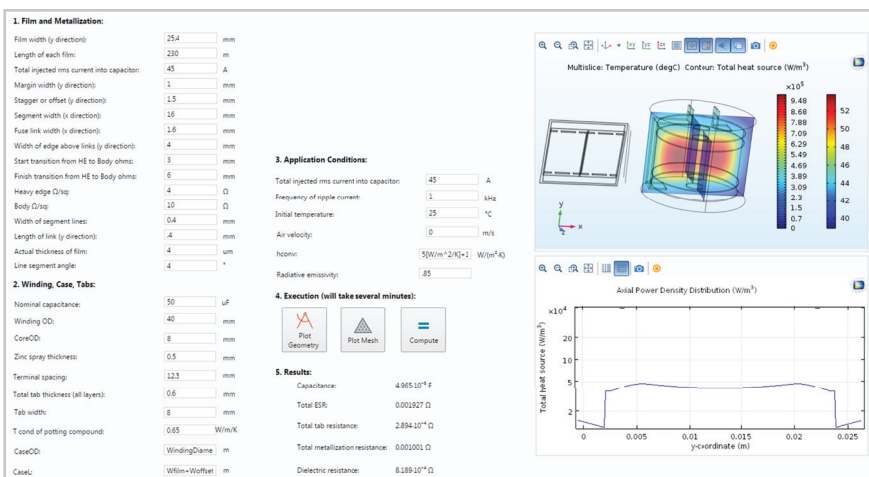 1. Film and Metallization:
Film width (y direction): 25.4 mm
Length of each film: 230 m
Total injected rms current into capacitor: 45 A
Margin width (y direction): 1 mm
Stagger or offset (y direction): 1.5 mm
Segment width (x direction): 16 mm
Fuse link width (x direction): 1.6 mm
Width of edge above links (y direction): 4 mm
Start transition from HE to Body ohms: 3 mm
Finish transition from HE to Body ohms: 6 mm
Heavy edge Ω/sq: 4 Ω
Body Ω/sq: 10 Ω
Width of segment lines: 0.4 mm
Length of link (y direction): .4 mm
Actual thickness of film: 4 um
Line segment angle: 4 °
2. Winding, Case, Tabs:
Nominal capacitance: 50 uF
Winding OD: 40 mm
CoreOD: 8 mm
Zinc spray thickness: 0.5 mm
Terminal spacing: 12.5 mm
Total tab thickness (all layers): 0.6 mm
Tab width: 8 mm
T cond of potting compound: 0.65 W/m/K
CaseOD: WindingDiame m
CaseL: Wfilm+Woffset m
3. Application Conditions:
Total injected rms current into capacitor: 45 A
Frequency of ripple current: 1 kHz
Initial temperature: 25 °C
Air velocity: 0 m/s
hconv: 5[W/m^2/K]+1 W/(m²·K)
Radiative emissivity: .85
4. Execution (will take several minutes):
Plot Geometry
Plot Mesh
Compute
5. Results:
Capacitance: 4.965·10⁻⁵ F
Total ESR: 0.001927 Ω
Total tab resistance: 2.894·10⁻⁴ Ω
Total metallization resistance: 0.001001 Ω
Dielectric resistance: 8.189·10⁻⁴ Ω
Multislice: Temperature (degC) Contour: Total heat source (W/m³)
×10⁵
9.48
8.68
7.88
7.09
6.29
5.49
4.69
3.89
3.09
2.3
1.5
0.7
0
52
50
48
46
44
42
40
y
z
x
Axial Power Density Distribution (W/m³)
×10⁴
Total heat source (W/m³)
20
10
5
2
0 0.005 0.01 0.015 0.02 0.025
y-coordinate (m)